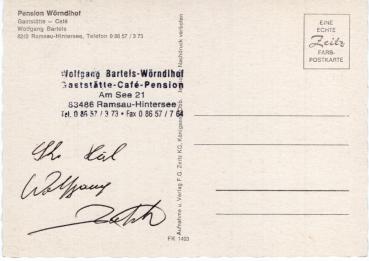 Pension Wörndlhof
Gaststätte - Café
Wolfgang Bartels
8243 Ramsau-Hintersee, Telefon 0 86 57 / 3 73
EINE
ECHTE
Zeitz
FARB-
POSTKARTE
Wolfgang Bartels-Wörndlhof
Gaststätte-Café-Pension
Am See 21
83486 Ramsau-Hintersee
Tel. 0 86 57 / 3 73 • Fax 0 86 57 / 7 64
Wolfgang
Aufnahme u. Verlag F. G. Zeitz KG, Königsee Nachdruck verboten
FK 1403